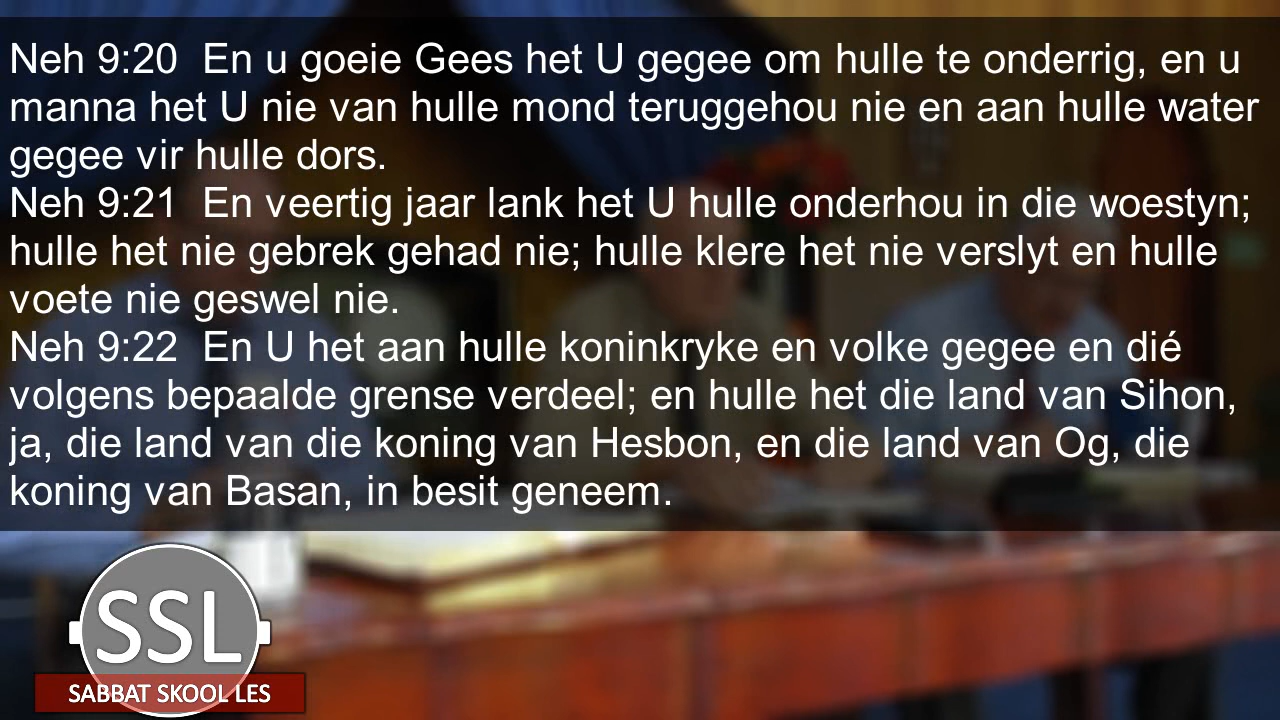 Neh 9:20  En u goeie Gees het U gegee om hulle te onderrig, en u
manna het U nie van hulle mond teruggehou nie en aan hulle water
gegee vir hulle dors.
Neh 9:21  En veertig jaar lank het U hulle onderhou in die woestyn;
hulle het nie gebrek gehad nie; hulle klere het nie verslyt en hulle
voete nie geswel nie.
Neh 9:22  En U het aan hulle koninkryke en volke gegee en dié
volgens bepaalde grense verdeel; en hulle het die land van Sihon,
ja, die land van die koning van Hesbon, en die land van Og, die
koning van Basan, in besit geneem.
SSL
SABBAT SKOOL LES